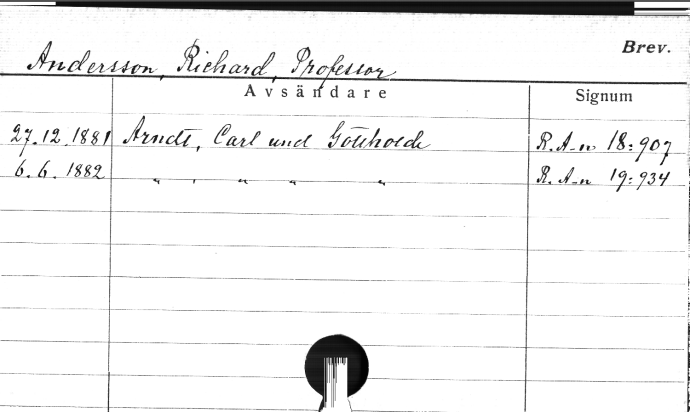 Brev.
Andersson, Richard, Professor
Avsändare
Signum
27.12.1881 Arndt, Carl und Gotthold R. A-n 18:907
6.6.1882 " , " " " R. A-n 19:934